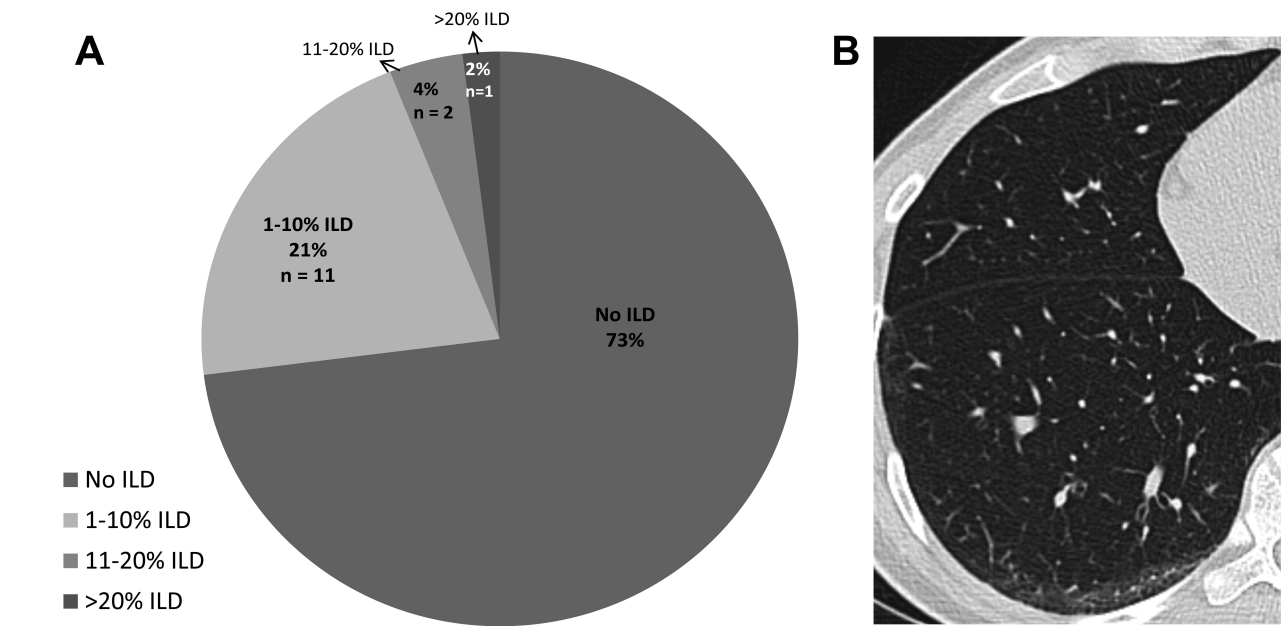 A
>20% ILD
11-20% ILD
2%
n=1
4%
n = 2
1-10% ILD
21%
n = 11
No ILD
73%
No ILD
1-10% ILD
11-20% ILD
>20% ILD
B